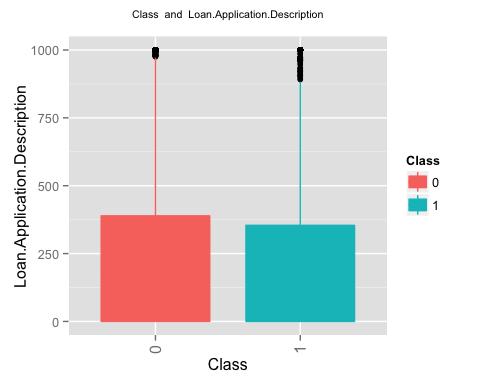 Class and Loan.Application.Description
1000
750
500
250
0
Loan.Application.Description
0
1
Class
Class
0
1